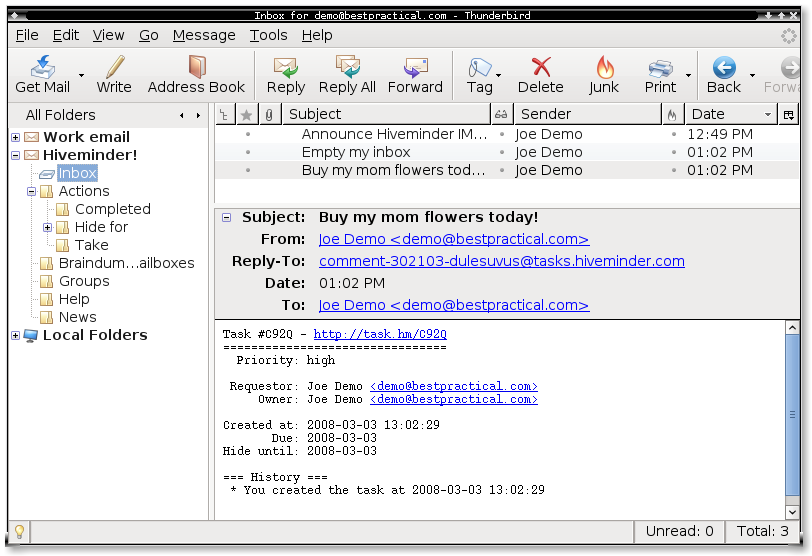 Inbox for demo@bestpractical.com - Thunderbird
File Edit View Go Message Tools Help
Get Mail Write Address Book Reply Reply All Forward Tag Delete Junk Print Back Forwa
All Folders
Work email
Hiveminder!
Inbox
Actions
Completed
Hide for
Take
Braindum...ailboxes
Groups
Help
News
Local Folders
Subject Sender Date
Announce Hiveminder IM... Joe Demo 12:49 PM
Empty my inbox Joe Demo 01:02 PM
Buy my mom flowers tod... Joe Demo 01:02 PM
Subject: Buy my mom flowers today!
From: Joe Demo <demo@bestpractical.com>
Reply-To: comment-302103-dulesuvus@tasks.hiveminder.com
Date: 01:02 PM
To: Joe Demo <demo@bestpractical.com>
Task #C92Q - http://task.hm/C92Q
================================
Priority: high
Requestor: Joe Demo <demo@bestpractical.com>
Owner: Joe Demo <demo@bestpractical.com>
Created at: 2008-03-03 13:02:29
Due: 2008-03-03
Hide until: 2008-03-03
=== History ===
* You created the task at 2008-03-03 13:02:29
Unread: 0 Total: 3